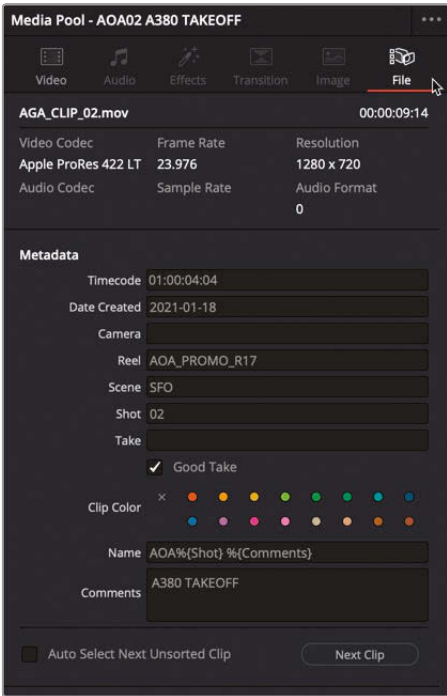 Media Pool - AOA02 A380 TAKEOFF
Video Audio Effects Transition Image File
AGA_CLIP_02.mov 00:00:09:14
Video Codec Frame Rate Resolution
Apple ProRes 422 LT 23.976 1280 x 720
Audio Codec Sample Rate Audio Format
0
Metadata
Timecode 01:00:04:04
Date Created 2021-01-18
Camera
Reel AOA_PROMO_R17
Scene SFO
Shot 02
Take
Good Take
Clip Color
Name AOA%{Shot} %{Comments}
Comments A380 TAKEOFF
Auto Select Next Unsorted Clip Next Clip